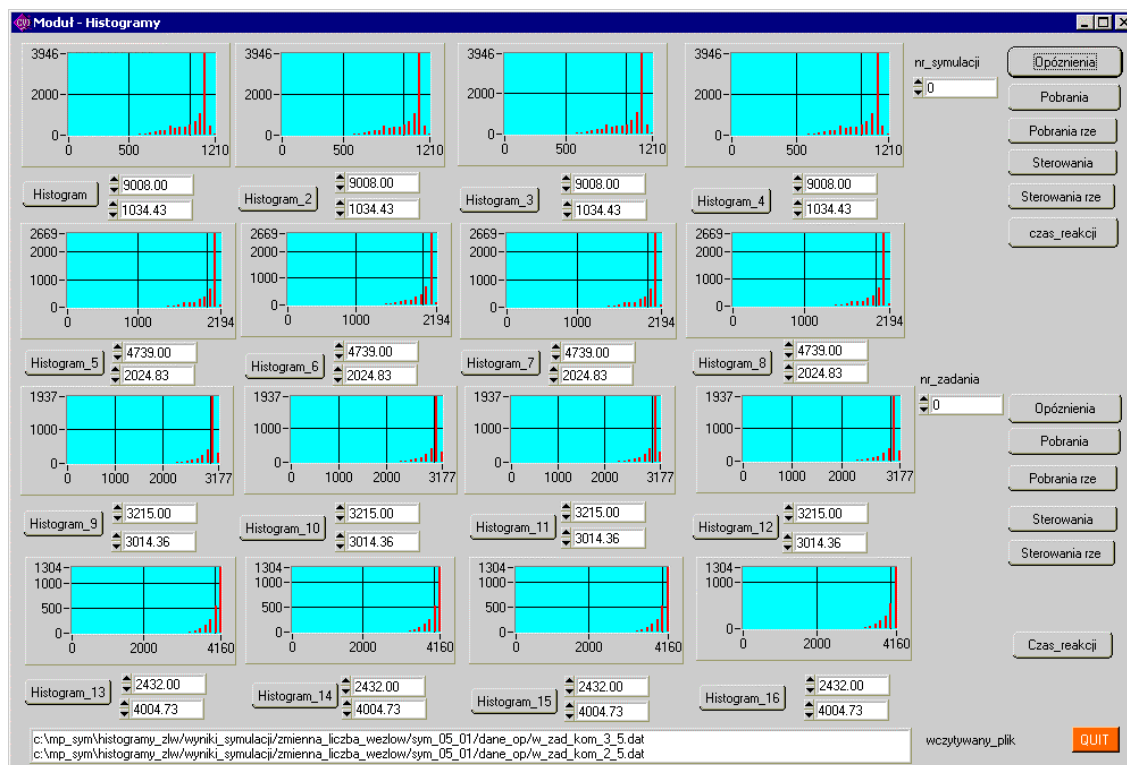 CVI Moduł - Histogramy
3946 3946 3946 3946
2000 2000 2000 2000
0 0 0 0
0 500 1210 0 500 1210 0 500 1210 0 500 1210
nr_symulacji
0
Opóznienia
Pobrania
Pobrania rze
Sterowania
Sterowania rze
czas_reakcji
Histogram 9008.00 1034.43
Histogram_2 9008.00 1034.43
Histogram_3 9008.00 1034.43
Histogram_4 9008.00 1034.43
2669 2669 2669 2669
2000 2000 2000 2000
1000 1000 1000 1000
0 0 0 0
0 1000 2194 0 1000 2194 0 1000 2194 0 1000 2194
Histogram_5 4739.00 2024.83
Histogram_6 4739.00 2024.83
Histogram_7 4739.00 2024.83
Histogram_8 4739.00 2024.83
nr_zadania
0
Opóznienia
Pobrania
Pobrania rze
Sterowania
Sterowania rze
1937 1937 1937 1937
1000 1000 1000 1000
0 0 0 0
0 1000 2000 3177 0 1000 2000 3177 0 1000 2000 3177 0 1000 2000 3177
Histogram_9 3215.00 3014.36
Histogram_10 3215.00 3014.36
Histogram_11 3215.00 3014.36
Histogram_12 3215.00 3014.36
1304 1304 1304 1304
1000 1000 1000 1000
500 500 500 500
0 0 0 0
0 2000 4160 0 2000 4160 0 2000 4160 0 2000 4160
Czas_reakcji
Histogram_13 2432.00 4004.73
Histogram_14 2432.00 4004.73
Histogram_15 2432.00 4004.73
Histogram_16 2432.00 4004.73
c:\mp_sym\histogramy_zlw/wyniki_symulacji/zmienna_liczba_wezlow/sym_05_01/dane_op/w_zad_kom_3_5.dat
c:\mp_sym\histogramy_zlw/wyniki_symulacji/zmienna_liczba_wezlow/sym_05_01/dane_op/w_zad_kom_2_5.dat
wczytywany_plik
QUIT